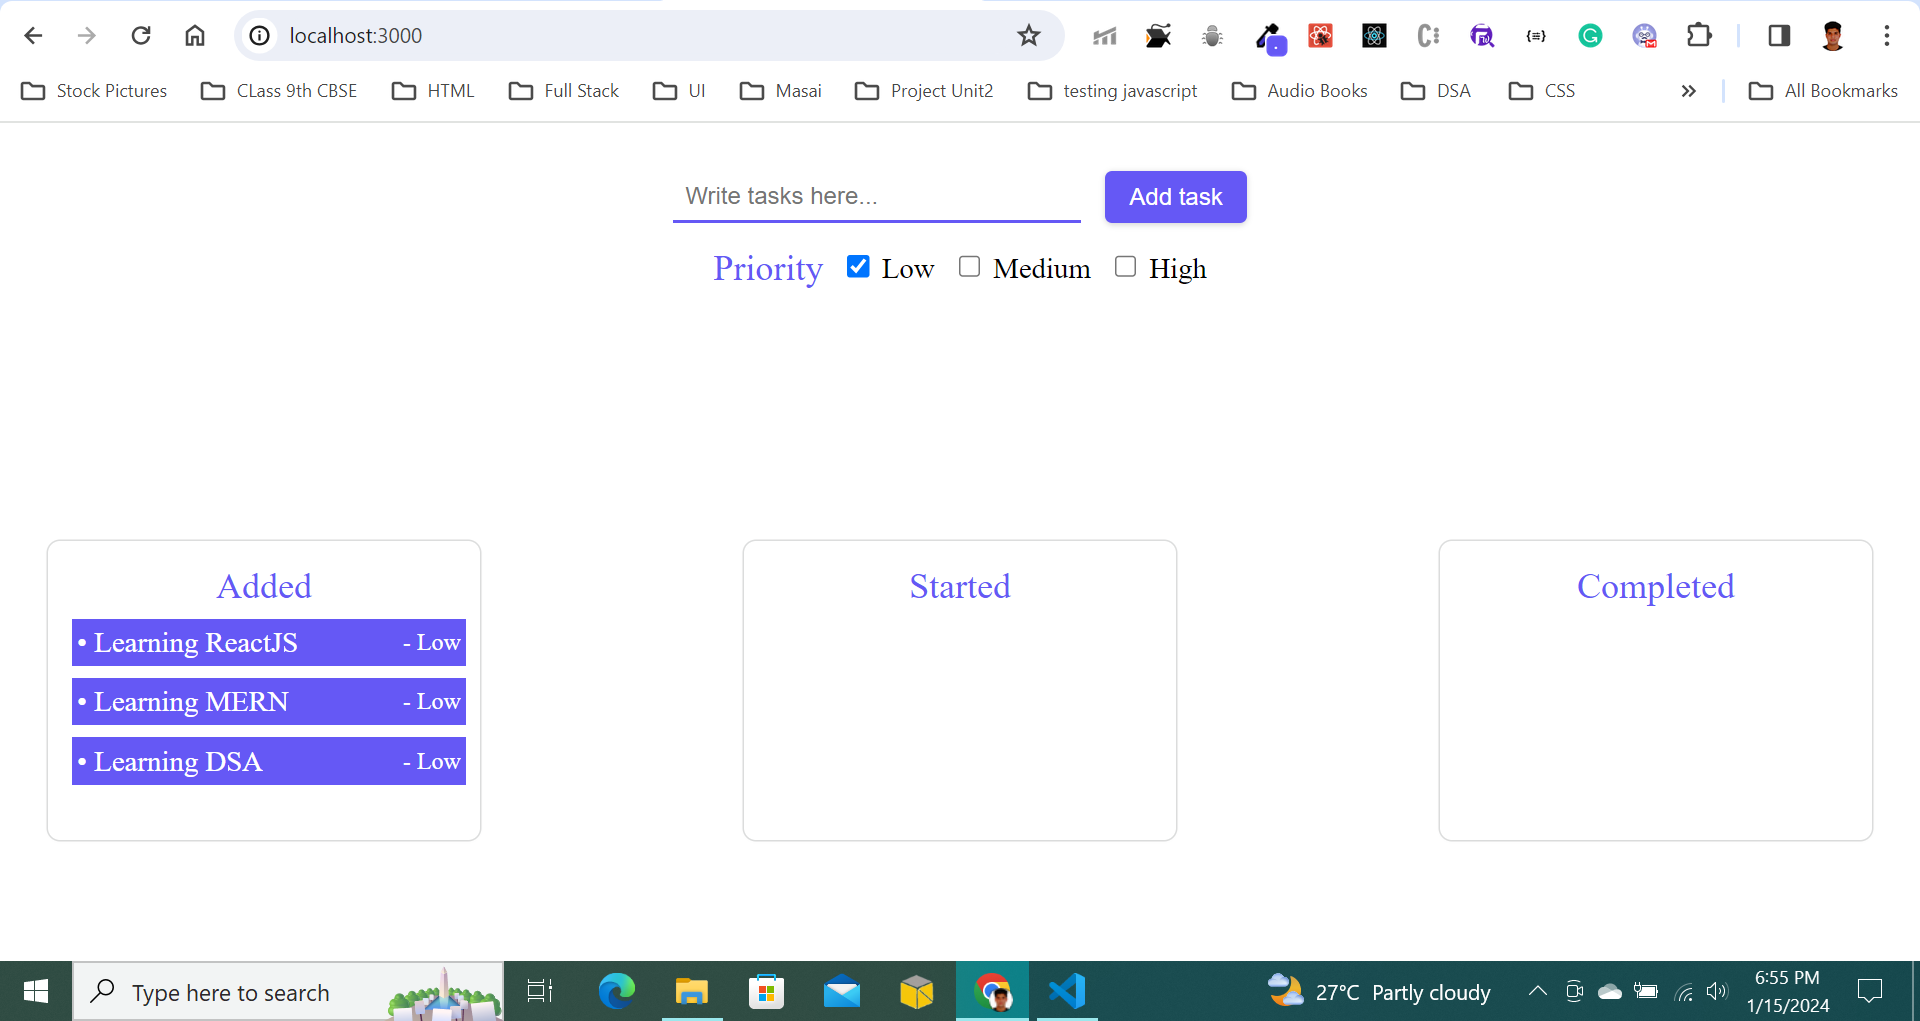 localhost:3000
Stock Pictures CLass 9th CBSE HTML Full Stack UI Masai Project Unit2 testing javascript Audio Books DSA CSS All Bookmarks
Write tasks here... Add task
Priority Low Medium High
Added
• Learning ReactJS - Low
• Learning MERN - Low
• Learning DSA - Low
Started
Completed
Type here to search
27°C Partly cloudy
6:55 PM
1/15/2024